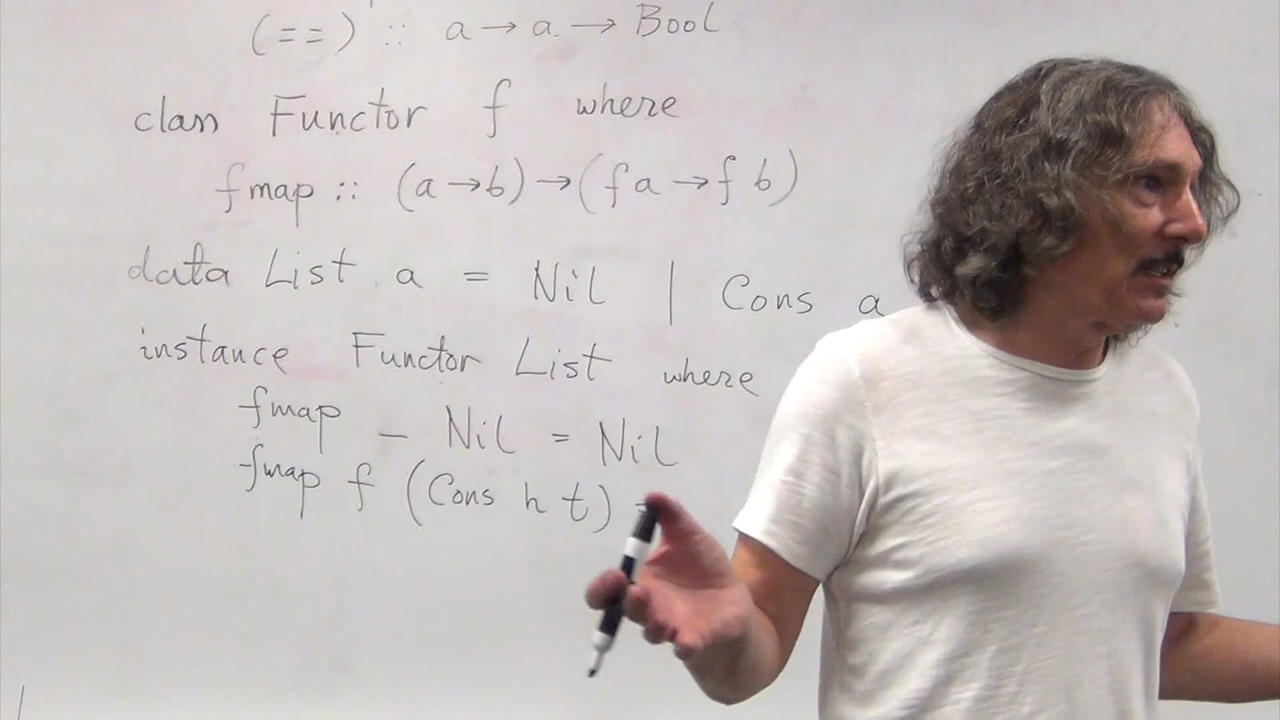 (==) :: a → a → Bool
class Functor f where
fmap :: (a → b) → (f a → f b)
data List a = Nil | Cons a
instance Functor List where
fmap _ Nil = Nil
fmap f (Cons h t)